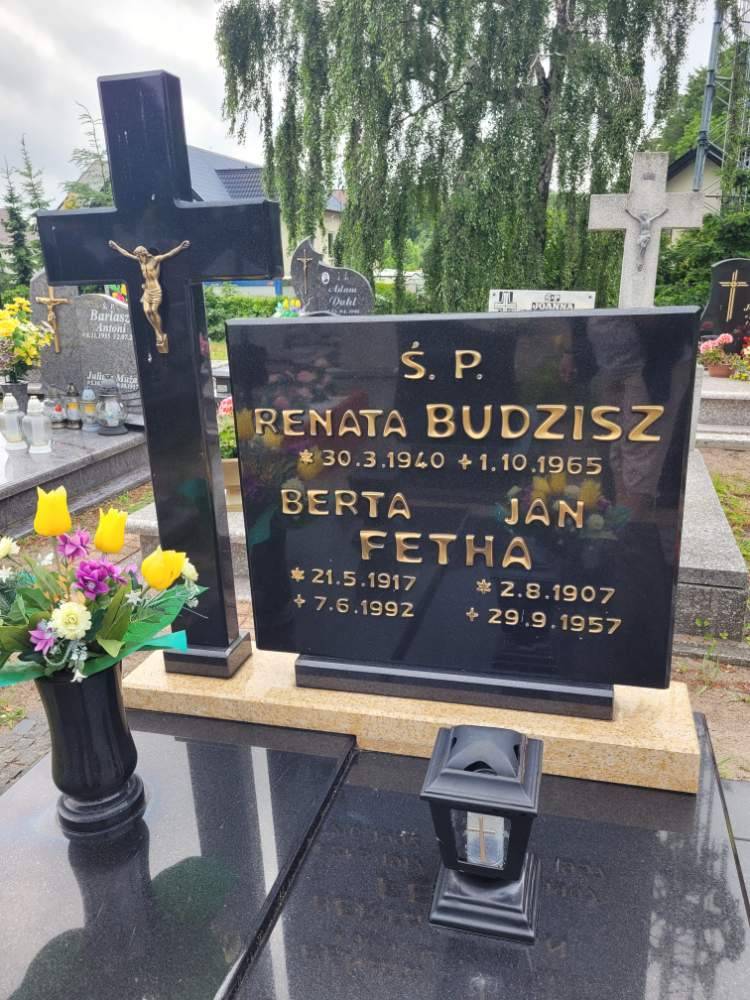 Ś. P.
RENATA BUDZISZ
* 30.3.1940 + 1.10.1965
BERTA JAN
FETHA
* 21.5.1917 * 2.8.1907
+ 7.6.1992 + 29.9.1957
Adam
JOANNA
Antoni